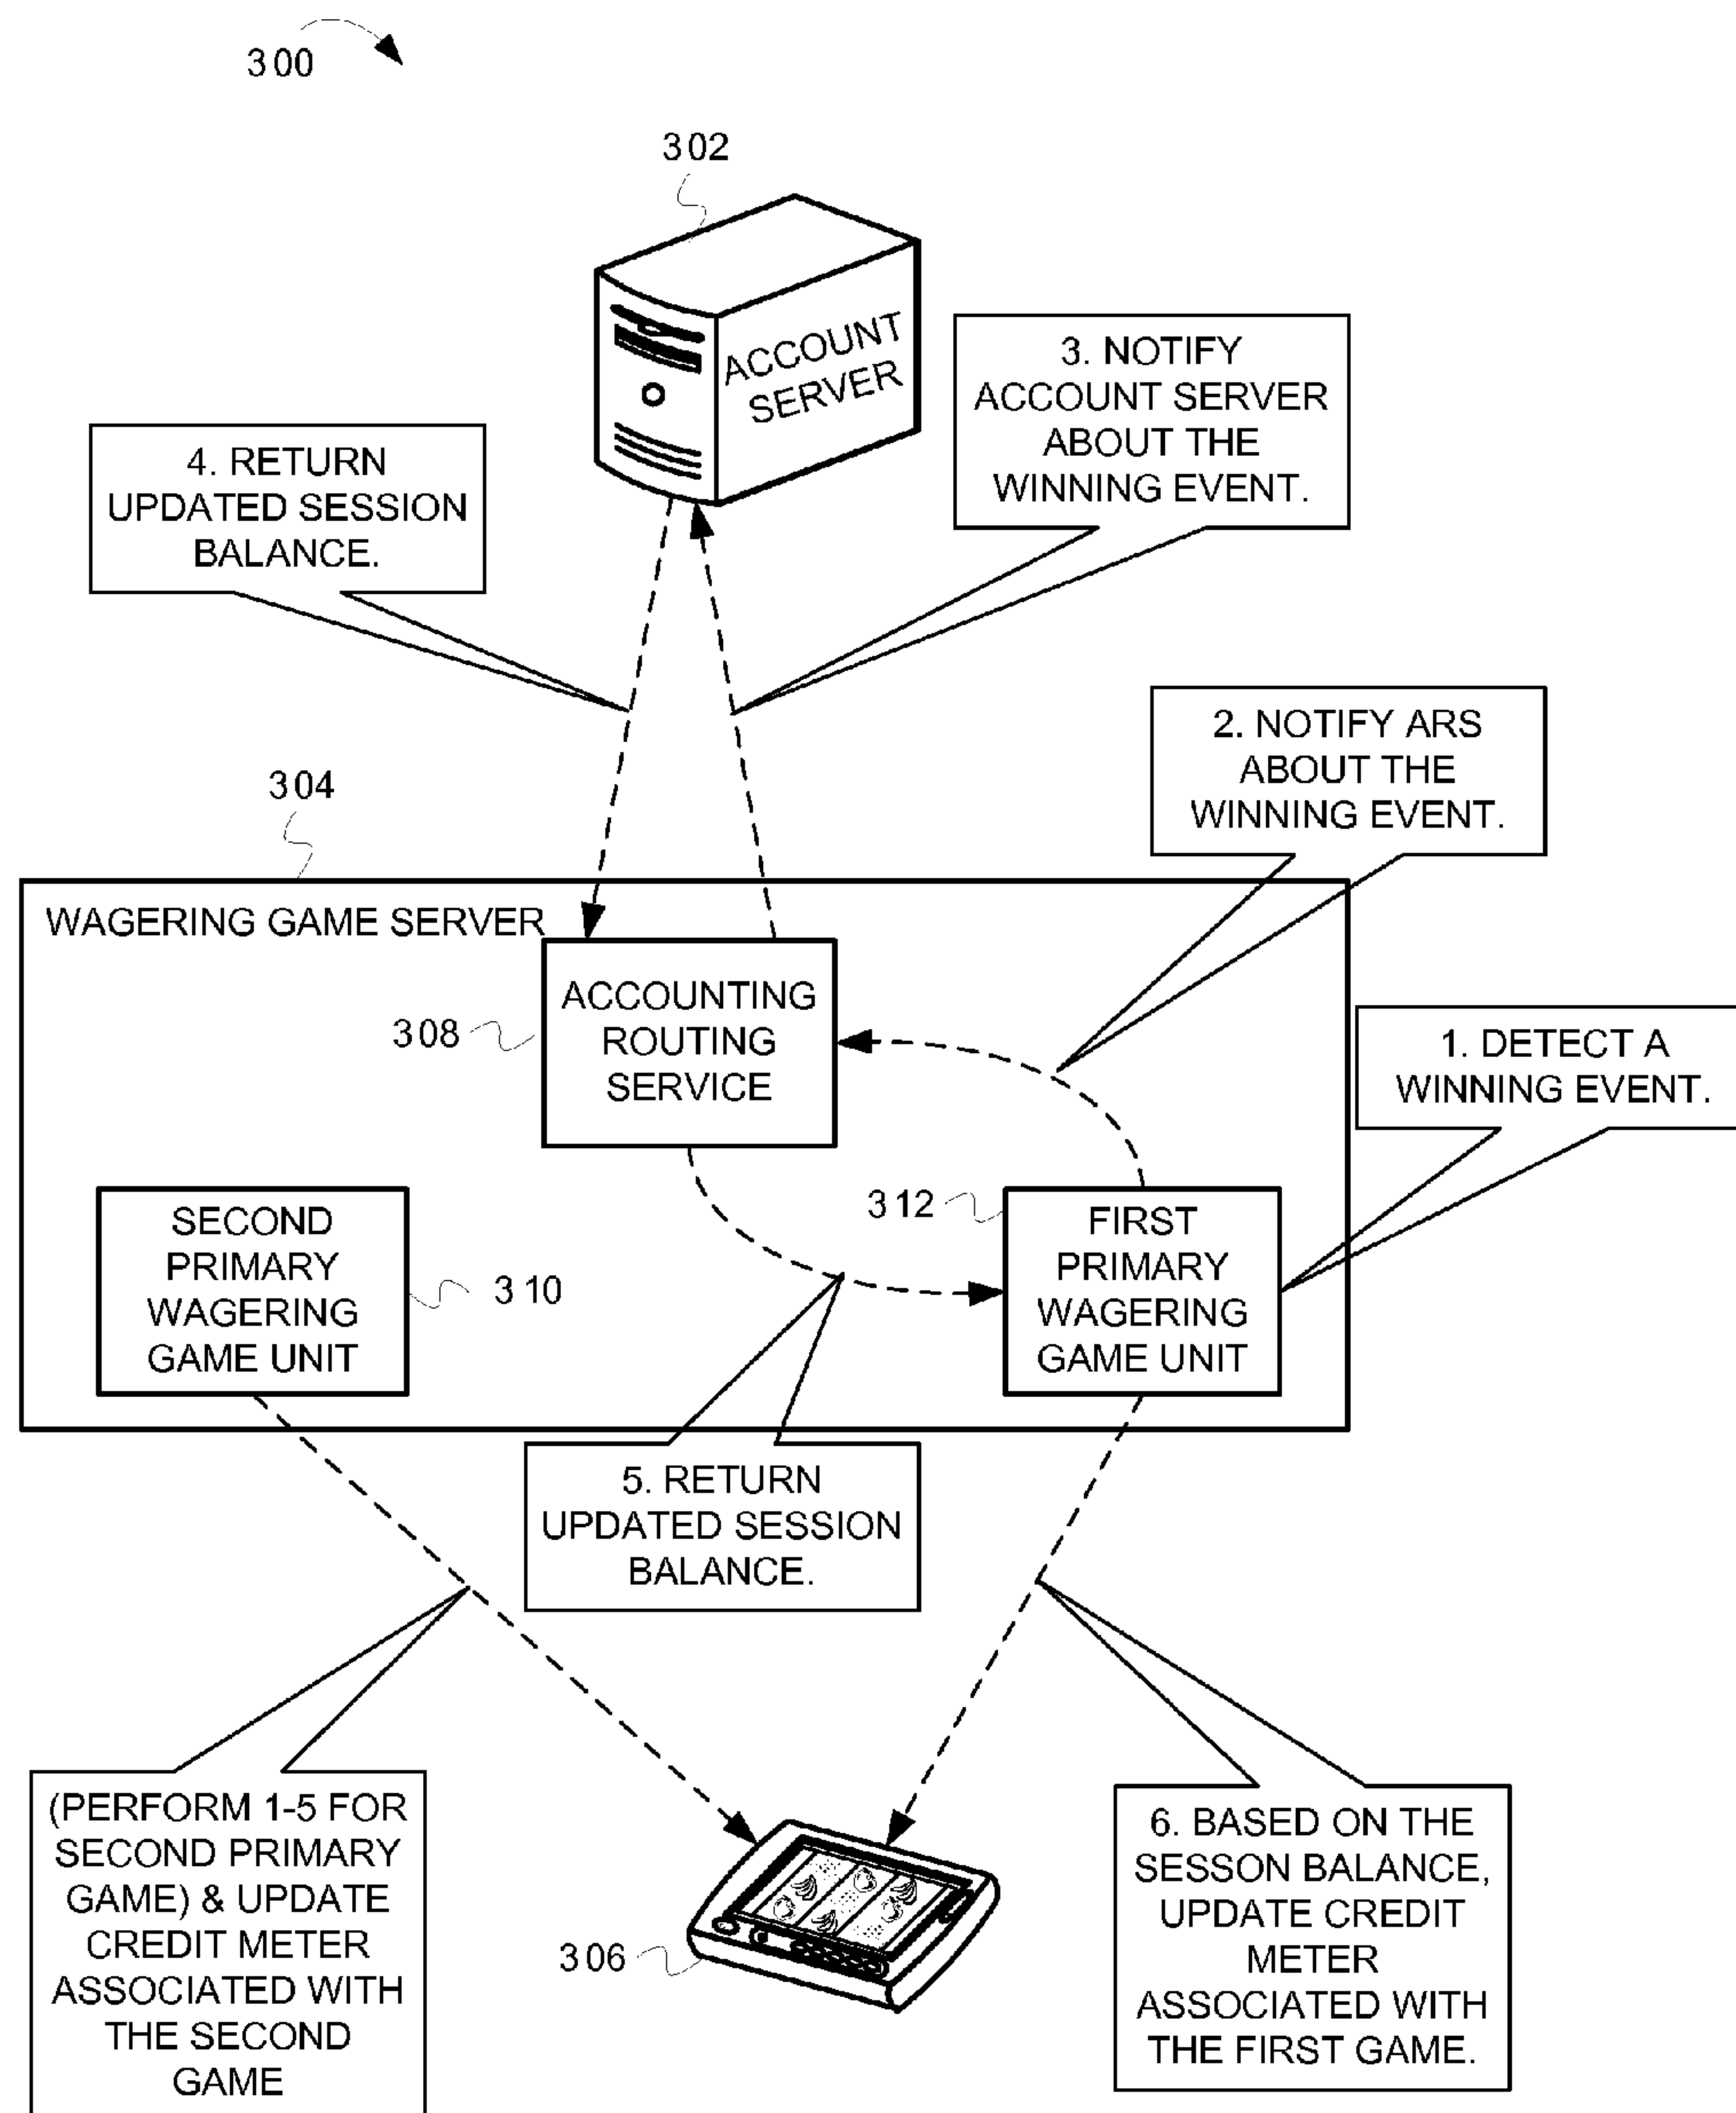 300
302
ACCOUNT
SERVER
3. NOTIFY
ACCOUNT SERVER
ABOUT THE
WINNING EVENT.
4. RETURN
UPDATED SESSION
BALANCE.
2. NOTIFY ARS
ABOUT THE
WINNING EVENT.
304
WAGERING GAME SERVER
ACCOUNTING
ROUTING
SERVICE
308
1. DETECT A
WINNING EVENT.
SECOND
PRIMARY
WAGERING
GAME UNIT
310
312
FIRST
PRIMARY
WAGERING
GAME UNIT
5. RETURN
UPDATED SESSION
BALANCE.
(PERFORM 1-5 FOR
SECOND PRIMARY
GAME) & UPDATE
CREDIT METER
ASSOCIATED WITH
THE SECOND
GAME
306
6. BASED ON THE
SESSON BALANCE,
UPDATE CREDIT
METER
ASSOCIATED WITH
THE FIRST GAME.